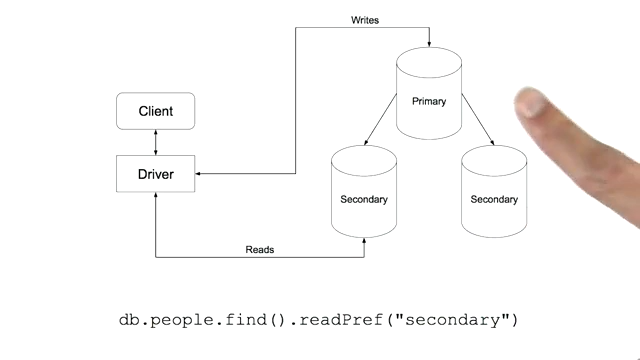 Writes
Primary
Client
Driver
Secondary
Secondary
Reads
db.people.find().readPref("secondary")